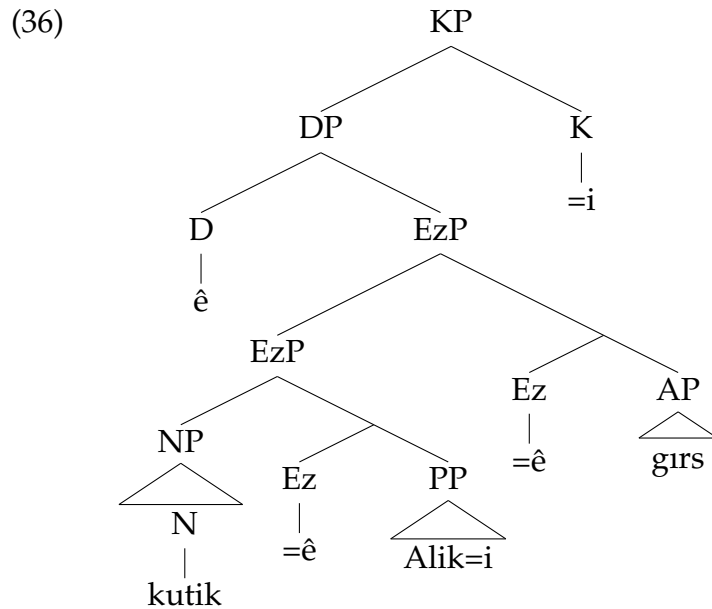 (36)
KP
DP K
=i
D EzP
ê
EzP
Ez AP
NP
=ê gırs
Ez PP
N
=ê Alik=i
kutik